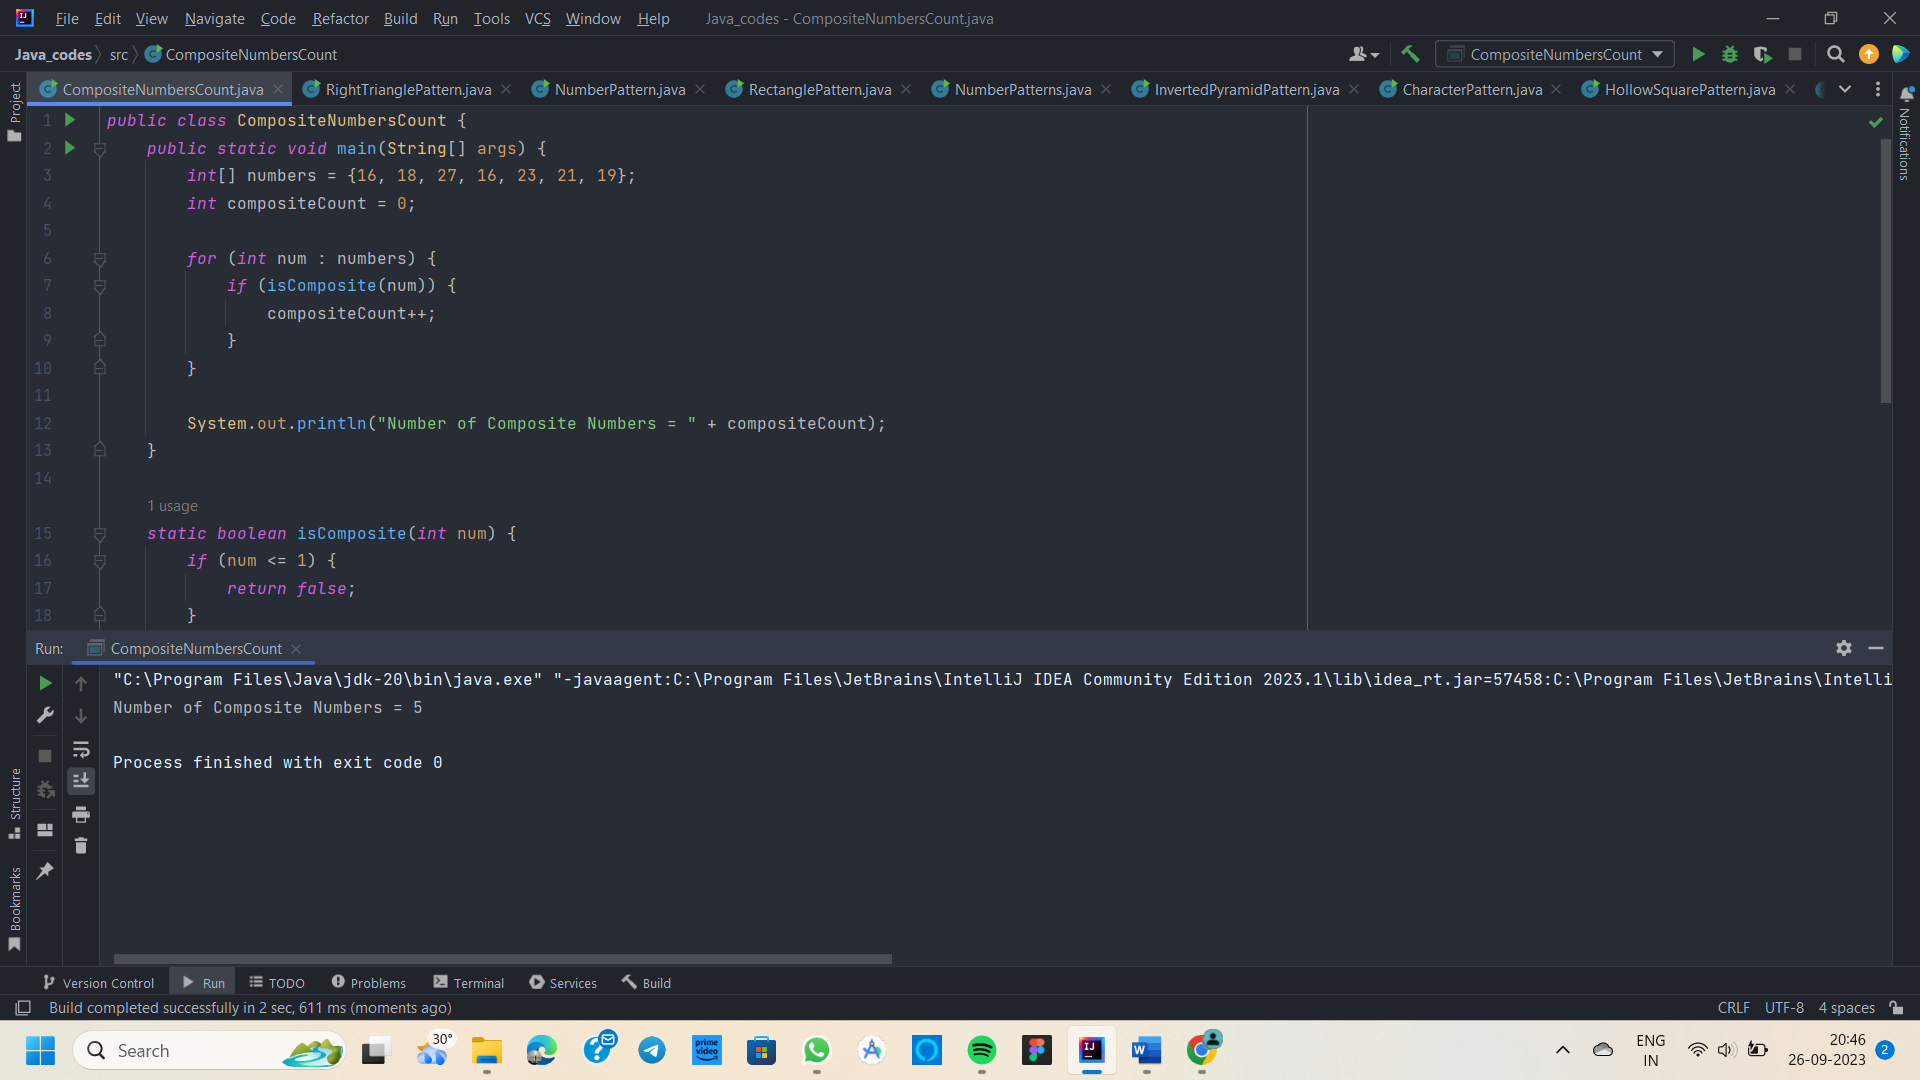 File Edit View Navigate Code Refactor Build Run Tools VCS Window Help Java_codes - CompositeNumbersCount.java
Java_codes src CompositeNumbersCount CompositeNumbersCount
CompositeNumbersCount.java RightTrianglePattern.java NumberPattern.java RectanglePattern.java NumberPatterns.java InvertedPyramidPattern.java CharacterPattern.java HollowSquarePattern.java
Project
Notifications
1 public class CompositeNumbersCount {
2 public static void main(String[] args) {
3 int[] numbers = {16, 18, 27, 16, 23, 21, 19};
4 int compositeCount = 0;
5
6 for (int num : numbers) {
7 if (isComposite(num)) {
8 compositeCount++;
9 }
10 }
11
12 System.out.println("Number of Composite Numbers = " + compositeCount);
13 }
14
1 usage
15 static boolean isComposite(int num) {
16 if (num <= 1) {
17 return false;
18 }
Run: CompositeNumbersCount
"C:\Program Files\Java\jdk-20\bin\java.exe" "-javaagent:C:\Program Files\JetBrains\IntelliJ IDEA Community Edition 2023.1\lib\idea_rt.jar=57458:C:\Program Files\JetBrains\Intelli
Number of Composite Numbers = 5
Process finished with exit code 0
Structure
Bookmarks
Version Control Run TODO Problems Terminal Services Build
Build completed successfully in 2 sec, 611 ms (moments ago) CRLF UTF-8 4 spaces
Search 30° prime video IJ W ENG IN 20:46 26-09-2023 2